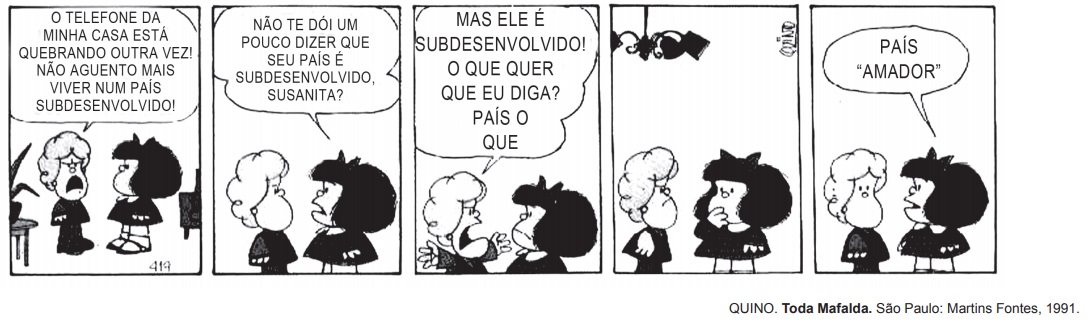 O TELEFONE DA
MINHA CASA ESTÁ
QUEBRANDO OUTRA VEZ!
NÃO AGUENTO MAIS
VIVER NUM PAÍS
SUBDESENVOLVIDO!
419
NÃO TE DÓI UM
POUCO DIZER QUE
SEU PAÍS É
SUBDESENVOLVIDO,
SUSANITA?
MAS ELE É
SUBDESENVOLVIDO!
O QUE QUER
QUE EU DIGA?
PAÍS O
QUE
QUINO
PAÍS
“AMADOR”
QUINO. Toda Mafalda. São Paulo: Martins Fontes, 1991.